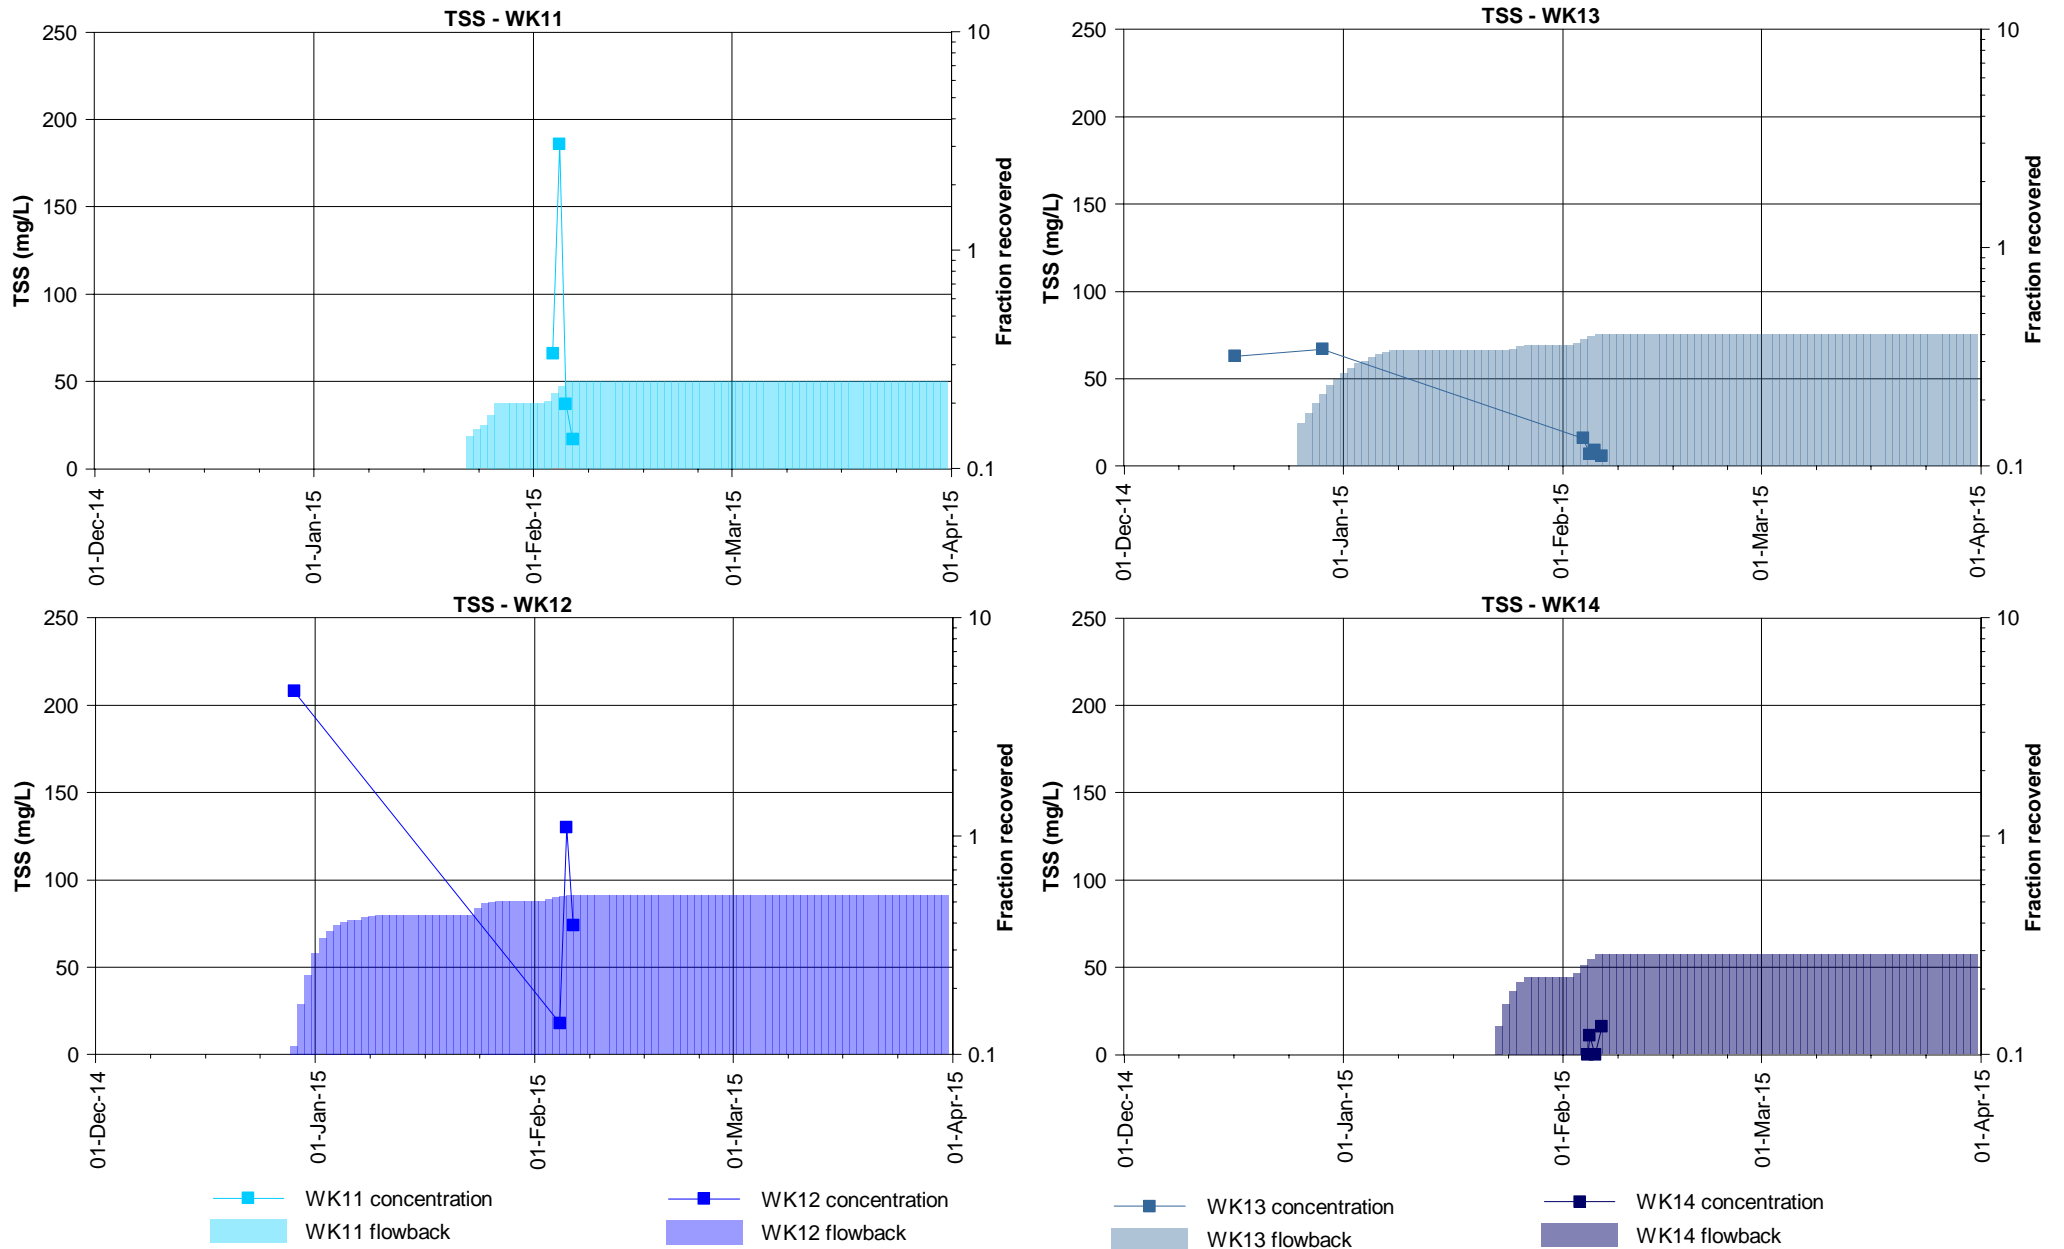 TSS - WK11
250
200
150
100
50
0
TSS (mg/L)
10
1
0.1
Fraction recovered
01-Dec-14
01-Jan-15
01-Feb-15
01-Mar-15
01-Apr-15
TSS - WK13
250
200
150
100
50
0
TSS (mg/L)
10
1
0.1
Fraction recovered
01-Dec-14
01-Jan-15
01-Feb-15
01-Mar-15
01-Apr-15
TSS - WK12
250
200
150
100
50
0
TSS (mg/L)
10
1
0.1
Fraction recovered
01-Dec-14
01-Jan-15
01-Feb-15
01-Mar-15
01-Apr-15
TSS - WK14
250
200
150
100
50
0
TSS (mg/L)
10
1
0.1
Fraction recovered
01-Dec-14
01-Jan-15
01-Feb-15
01-Mar-15
01-Apr-15
WK11 concentration
WK11 flowback
WK12 concentration
WK12 flowback
WK13 concentration
WK13 flowback
WK14 concentration
WK14 flowback